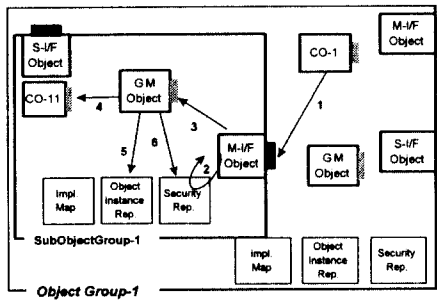 M-I/F
Object
S-I/F
Object
CO-1
GM
Object
CO-11
1
4
3
5
6
M-I/F
Object
2
GM
Object
S-I/F
Object
Impl.
Map
Object
Instance
Rep.
Security
Rep.
SubObjectGroup-1
Impl.
Map
Object
Instance
Rep.
Security
Rep.
Object Group-1